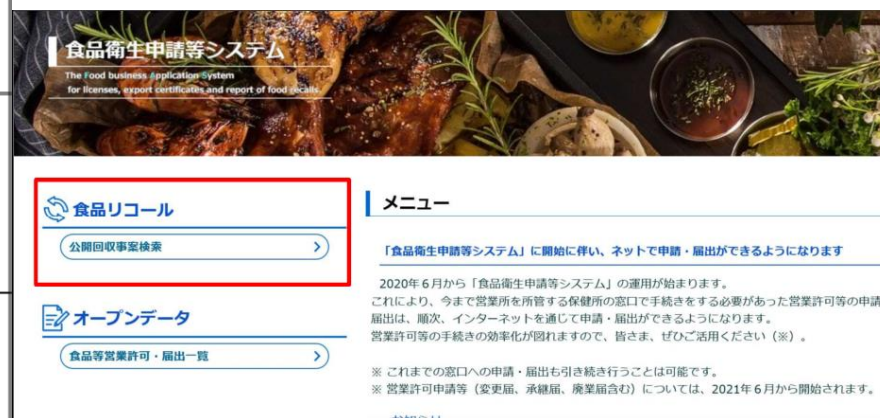 食品衛生申請等システム
The Food business Application System
for licenses, export certificates and report of food recalls.
食品リコール
公開回収事案検索
オープンデータ
食品等営業許可・届出一覧
メニュー
「食品衛生申請等システム」に開始に伴い、ネットで申請・届出ができるようになります
2020年6月から「食品衛生申請等システム」の運用が始まります。
これにより、今まで営業所を所管する保健所の窓口で手続きをする必要があった営業許可等の申請
届出は、順次、インターネットを通じて申請・届出ができるようになります。
営業許可等の手続きの効率化が図れますので、皆さま、ぜひご活用ください(※)。
※ これまでの窓口への申請・届出も引き続き行うことは可能です。
※ 営業許可申請等(変更届、承継届、廃業届含む)については、2021年6月から開始されます。